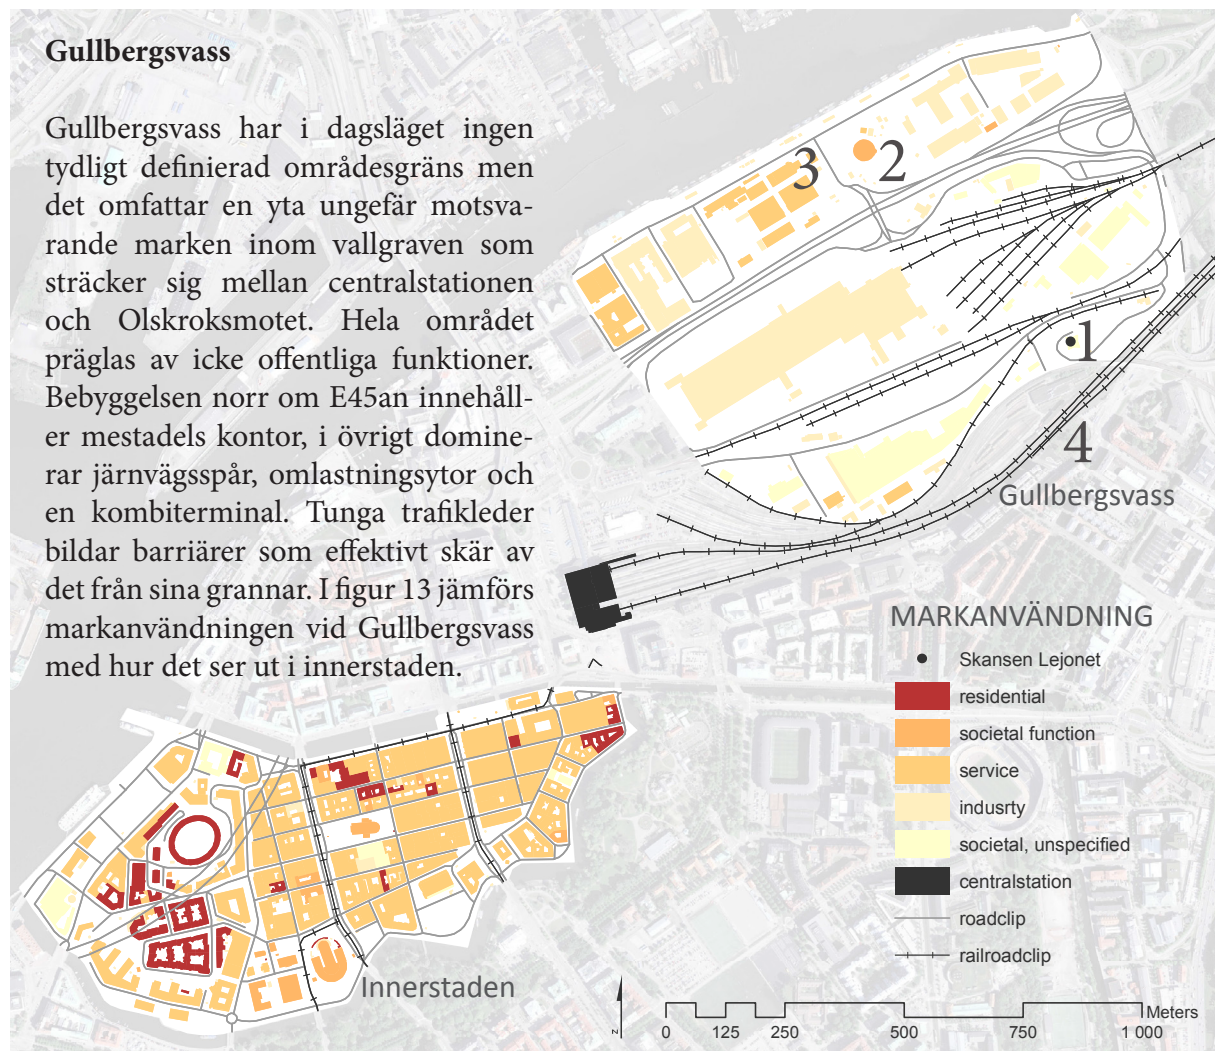 Gullbergsvass
Gullbergsvass har i dagsläget ingen
tydligt definierad områdesgräns men
det omfattar en yta ungefär motsva-
rande marken inom vallgraven som
sträcker sig mellan centralstationen
och Olskroksmotet. Hela området
präglas av icke offentliga funktioner.
Bebyggelsen norr om E45an innehåll-
er mestadels kontor, i övrigt domine-
rar järnvägsspår, omlastningsytor och
en kombiterminal. Tunga trafikleder
bildar barriärer som effektivt skär av
det från sina grannar. I figur 13 jämförs
markanvändningen vid Gullbergsvass
med hur det ser ut i innerstaden.
3
2
1
4
Gullbergsvass
MARKANVÄNDNING
Skansen Lejonet
residential
societal function
service
indusrty
societal, unspecified
centralstation
roadclip
railroadclip
Innerstaden
z
Meters
0 125 250 500 750 1 000